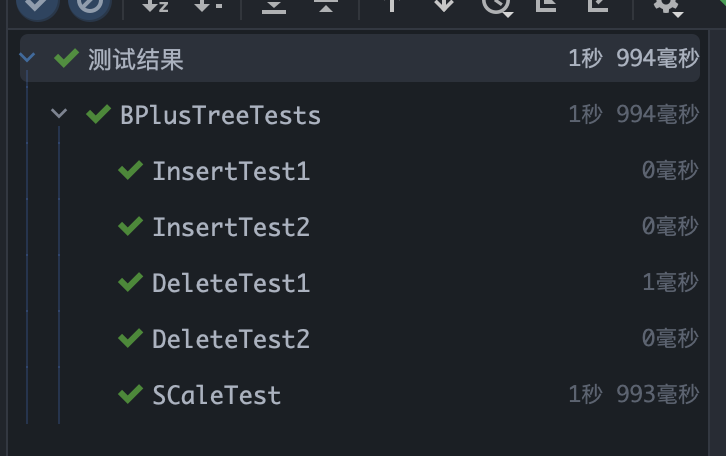 测试结果 1秒 994毫秒
BPlusTreeTests 1秒 994毫秒
InsertTest1 0毫秒
InsertTest2 0毫秒
DeleteTest1 1毫秒
DeleteTest2 0毫秒
SCaleTest 1秒 993毫秒